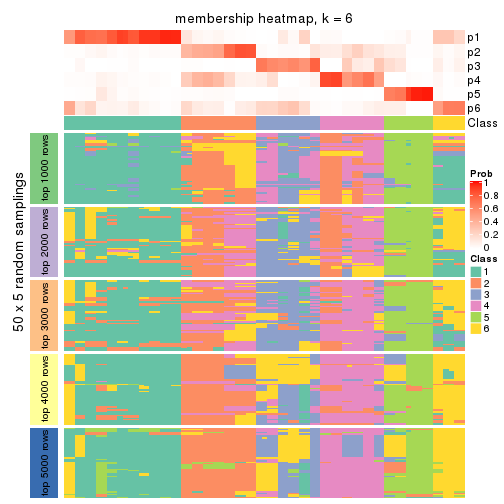 membership heatmap, k = 6
p1
p2
p3
p4
p5
p6
Class
50 x 5 random samplings
top 1000 rows
top 2000 rows
top 3000 rows
top 4000 rows
top 5000 rows
Prob
1
0.8
0.6
0.4
0.2
0
Class
1
2
3
4
5
6